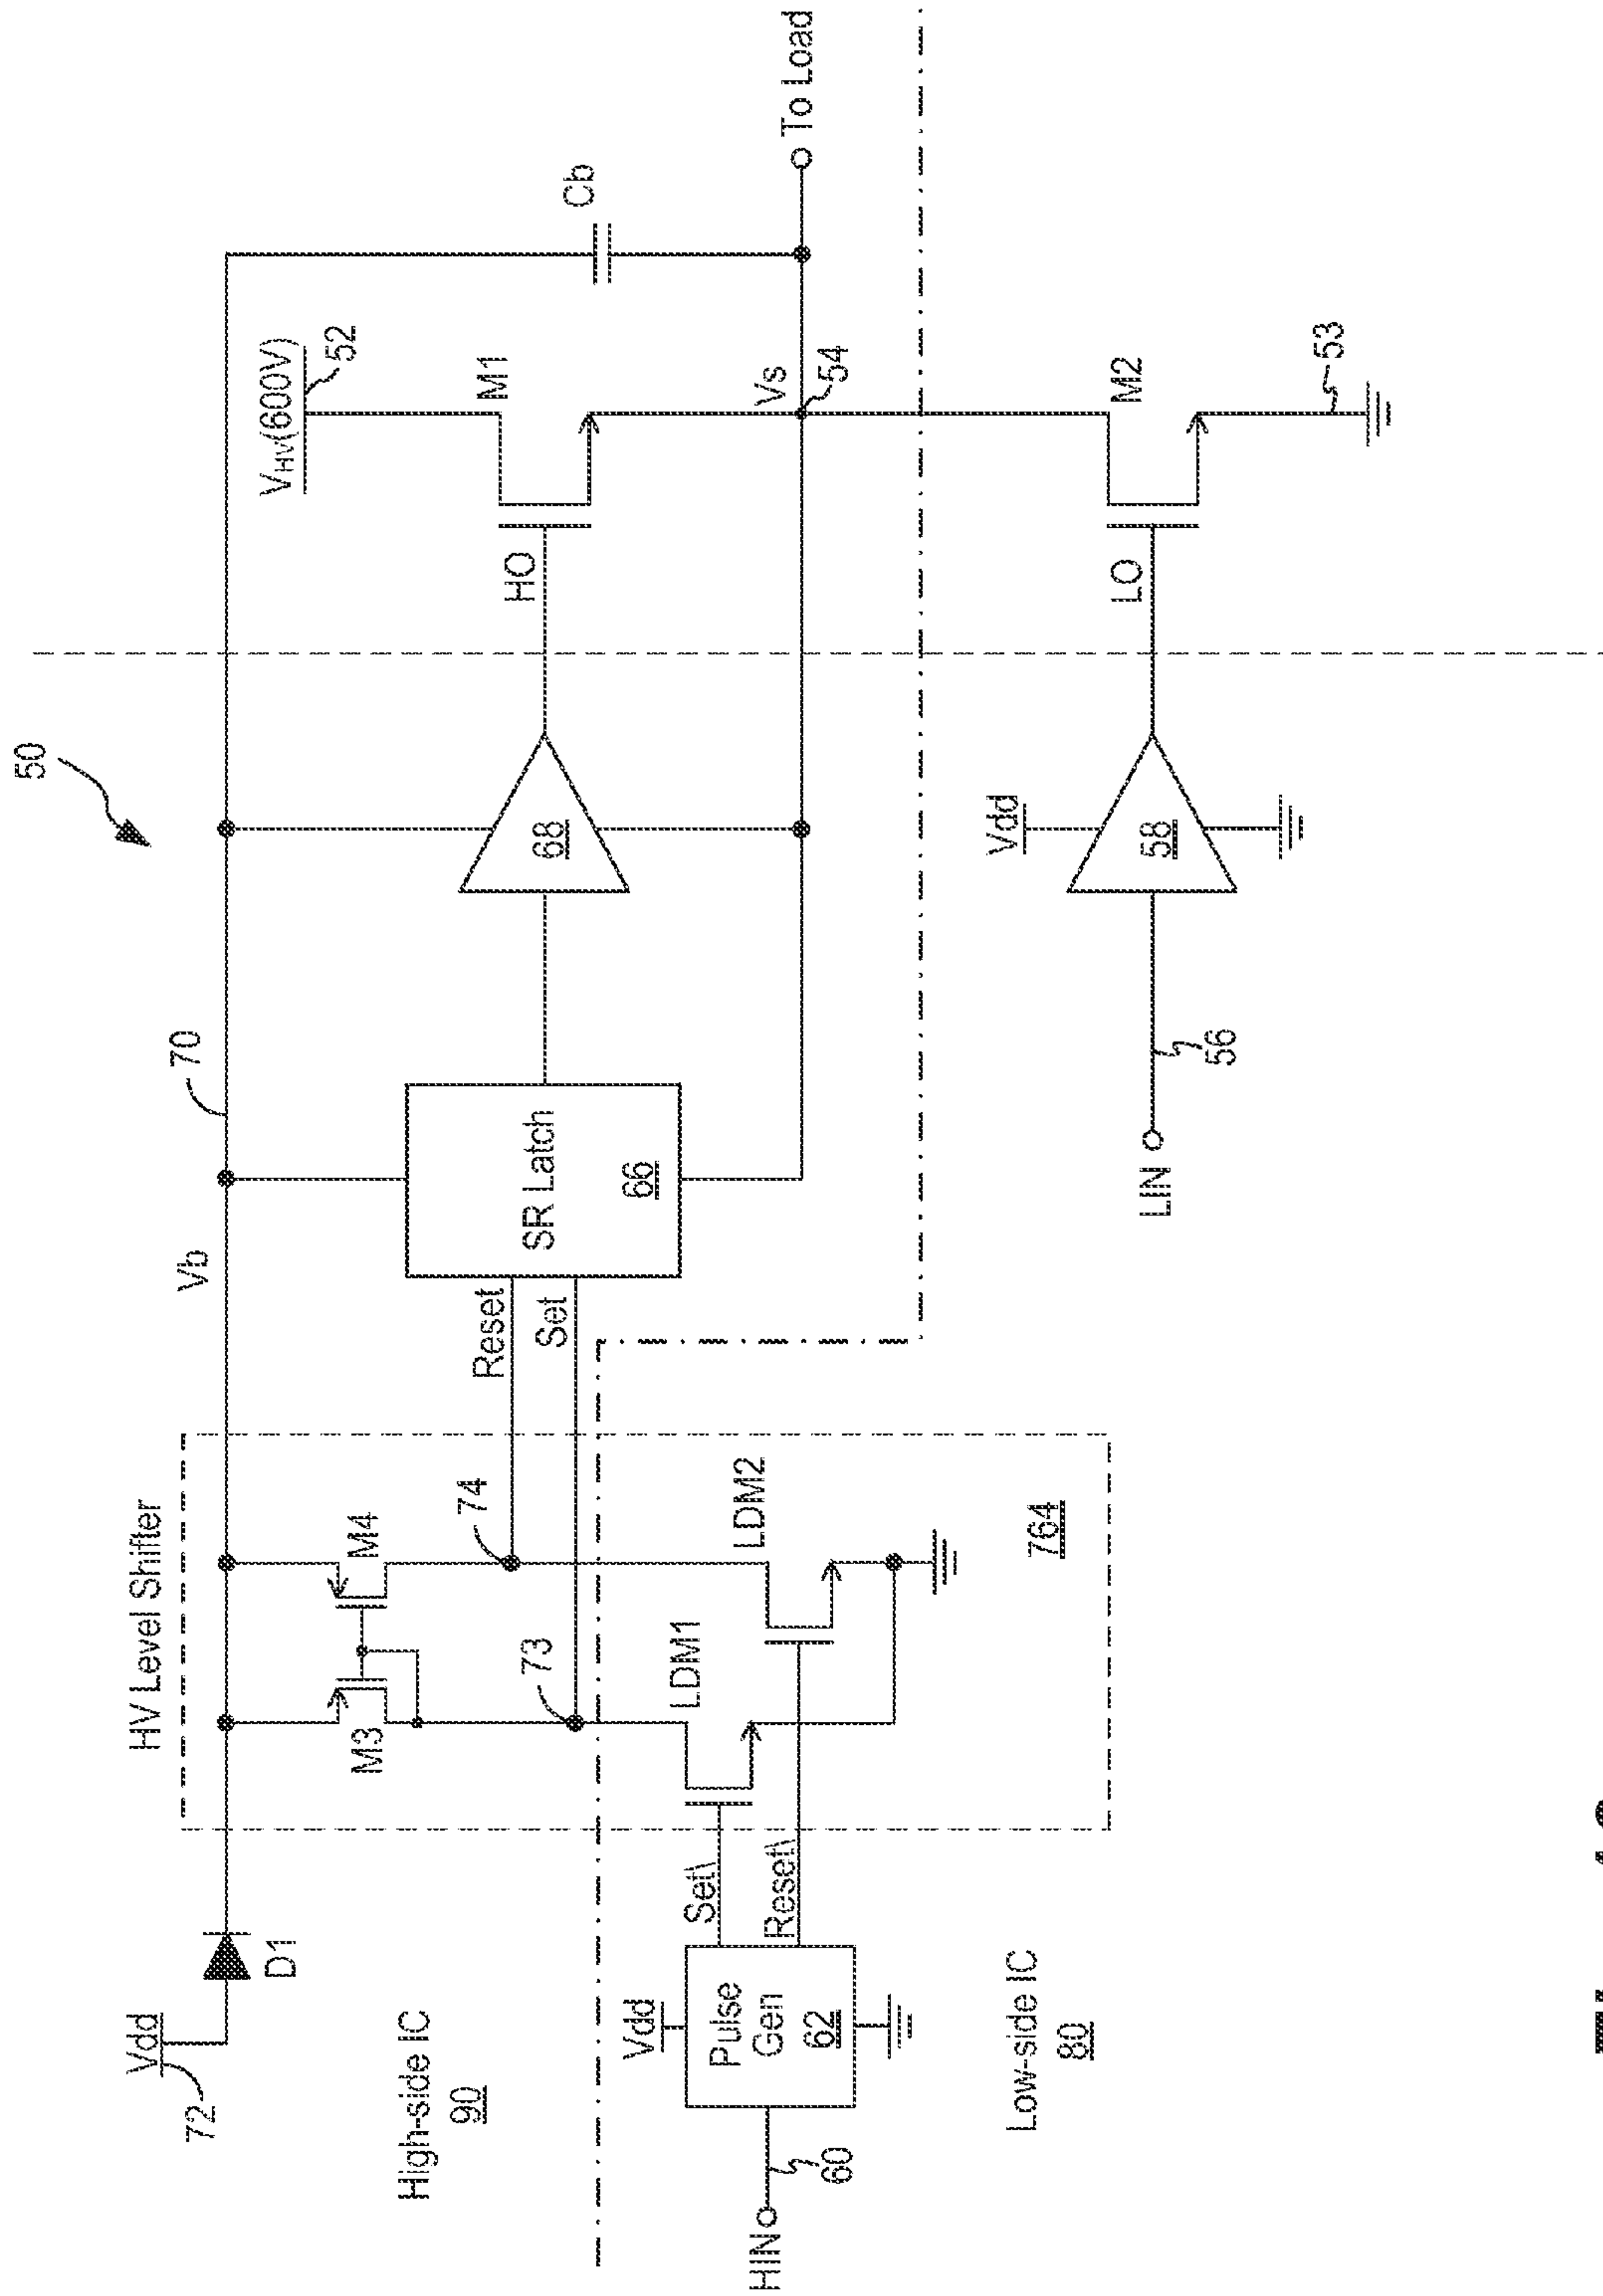 50
HV Level Shifter
Vdd
72
D1
Vb
70
VHV(600V)
52
M3
M4
M1
Cb
High-side IC
90
73
74
Reset
Set
SR Latch
66
68
HO
Vs
54
To Load
Vdd
Pulse
Gen
62
HIN
60
Set\
Reset\
LDM1
LDM2
764
Low-side IC
80
LIN
56
Vdd
58
LO
M2
53